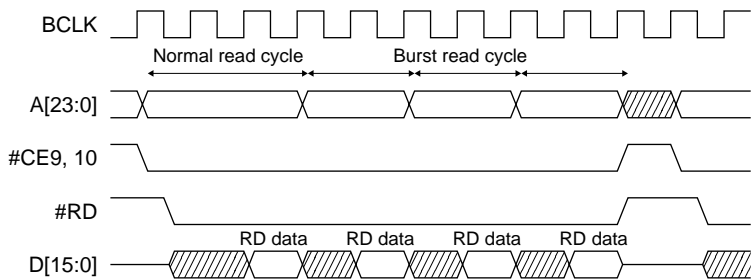 BCLK
Normal read cycle Burst read cycle
A[23:0]
#CE9, 10
#RD
RD data RD data RD data RD data
D[15:0]